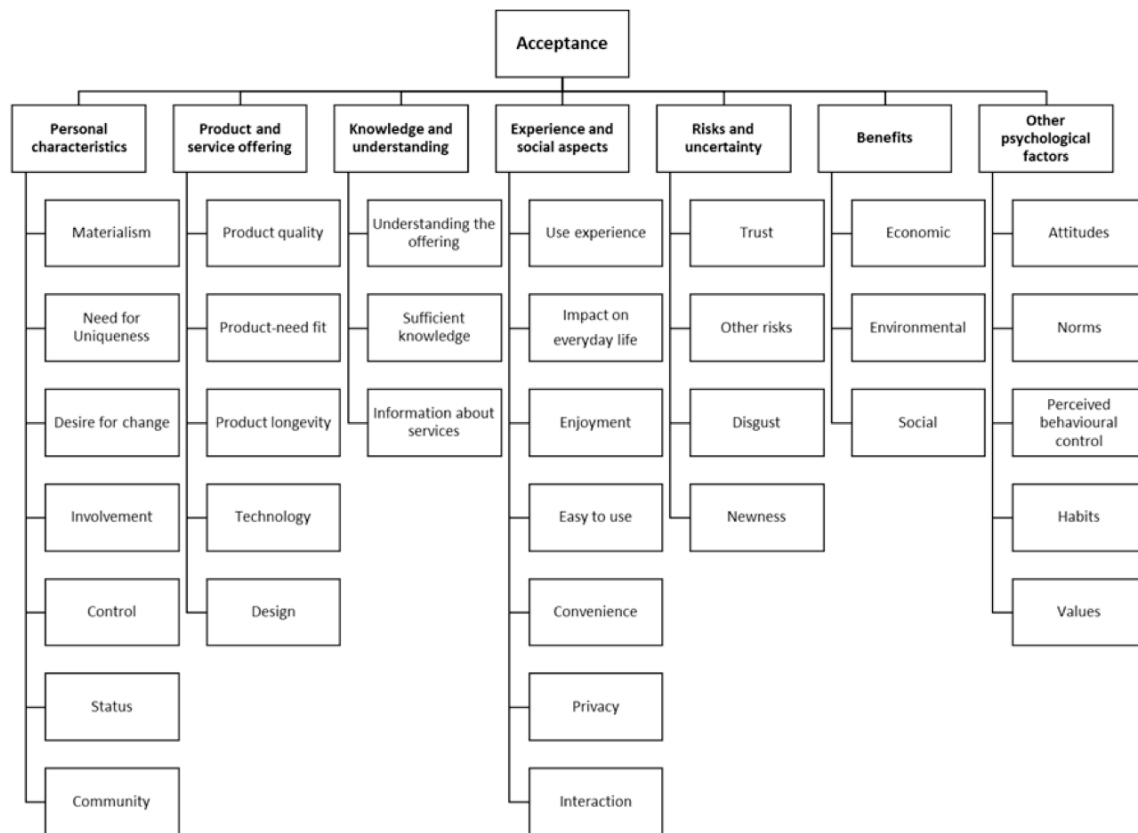 Acceptance
Personal
characteristics
Product and
service offering
Knowledge and
understanding
Experience and
social aspects
Risks and
uncertainty
Benefits
Other
psychological
factors
Materialism
Need for
Uniqueness
Desire for change
Involvement
Control
Status
Community
Product quality
Product-need fit
Product longevity
Technology
Design
Understanding the
offering
Sufficient
knowledge
Information about
services
Use experience
Impact on
everyday life
Enjoyment
Easy to use
Convenience
Privacy
Interaction
Trust
Other risks
Disgust
Newness
Economic
Environmental
Social
Attitudes
Norms
Perceived
behavioural
control
Habits
Values